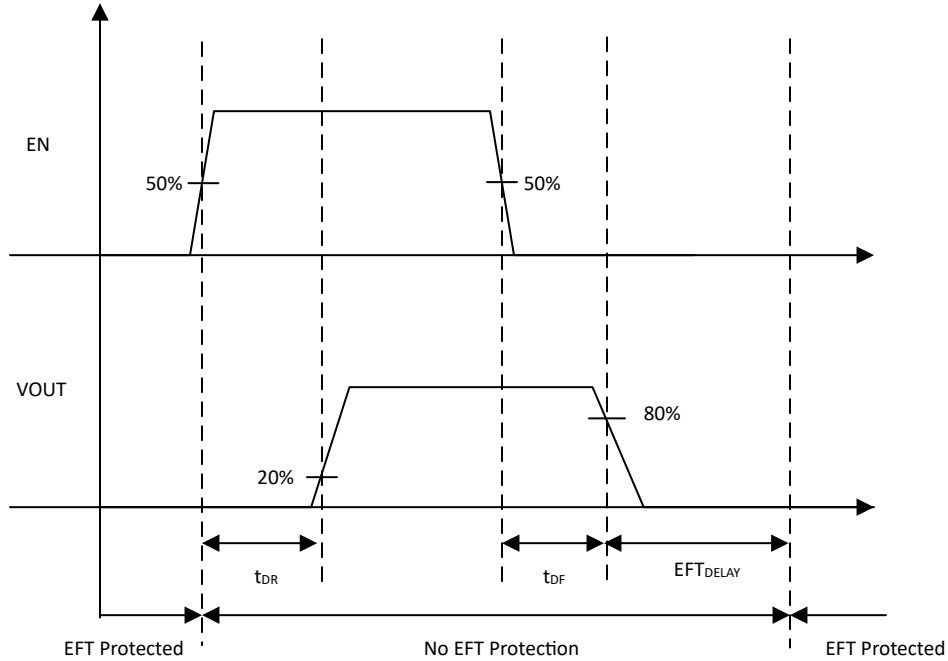 EN
50%
50%
VOUT
80%
20%
tDR
tDF
EFTDELAY
EFT Protected
No EFT Protection
EFT Protected